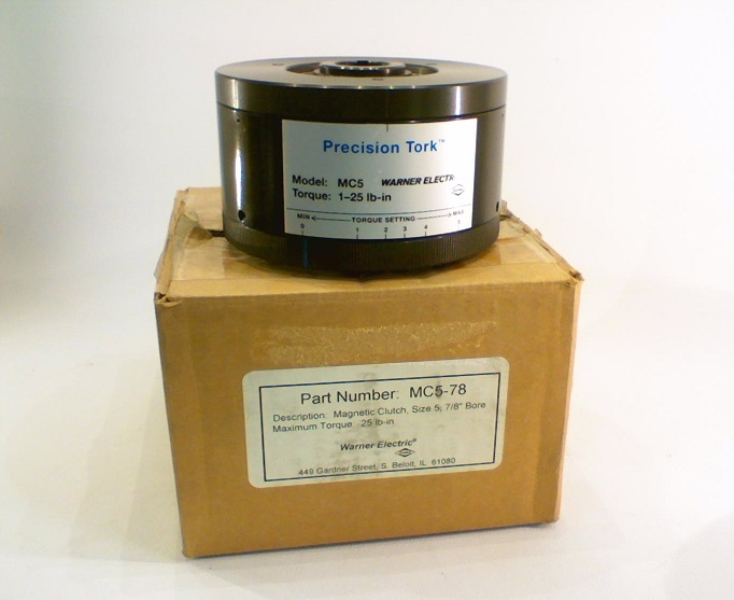 Precision Tork™
Model: MC5 WARNER ELECTRIC
Torque: 1–25 lb-in
MIN TORQUE SETTING MAX
0 1 2 3 4 5
Part Number: MC5-78
Description: Magnetic Clutch, Size 5, 7/8" Bore
Maximum Torque: 25 lb-in
Warner Electric®
449 Gardner Street, S. Beloit, IL 61080